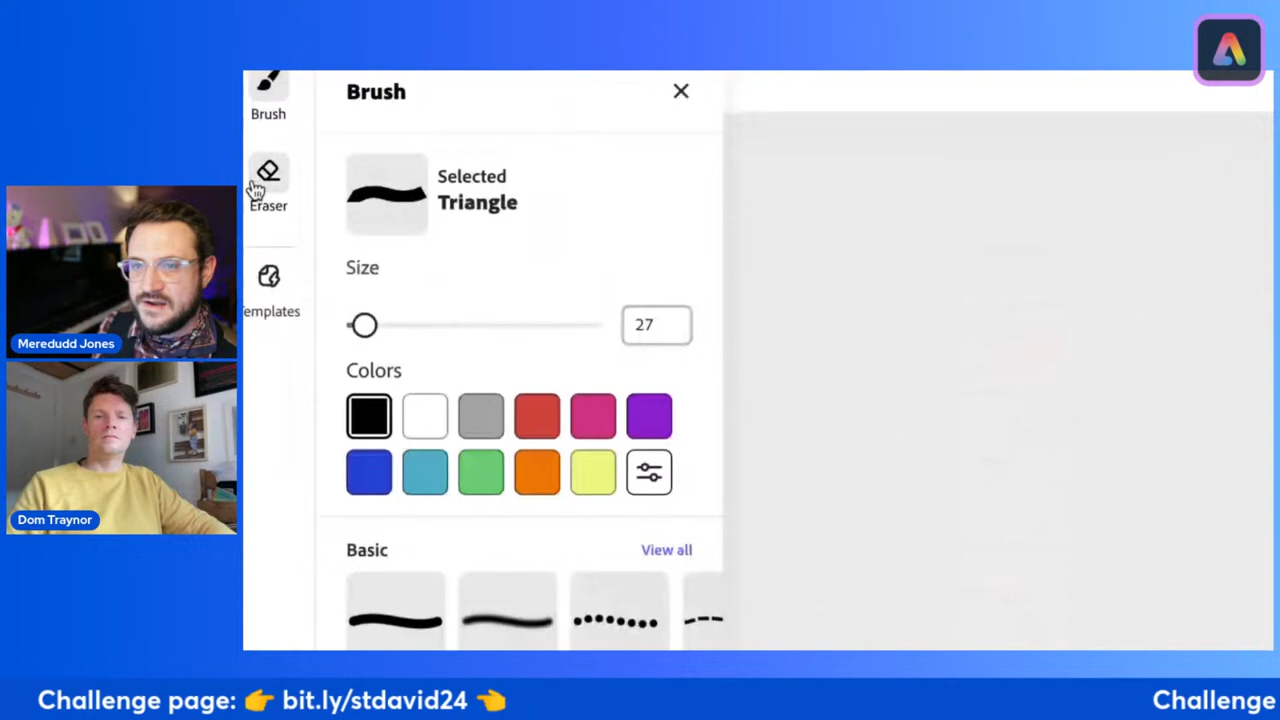 Brush
Brush
Selected
Triangle
Eraser
Size
emplates
27
Meredudd Jones
Colors
Dom Traynor
Basic
View all
Challenge page: 👉 bit.ly/stdavid24 👈
Challenge